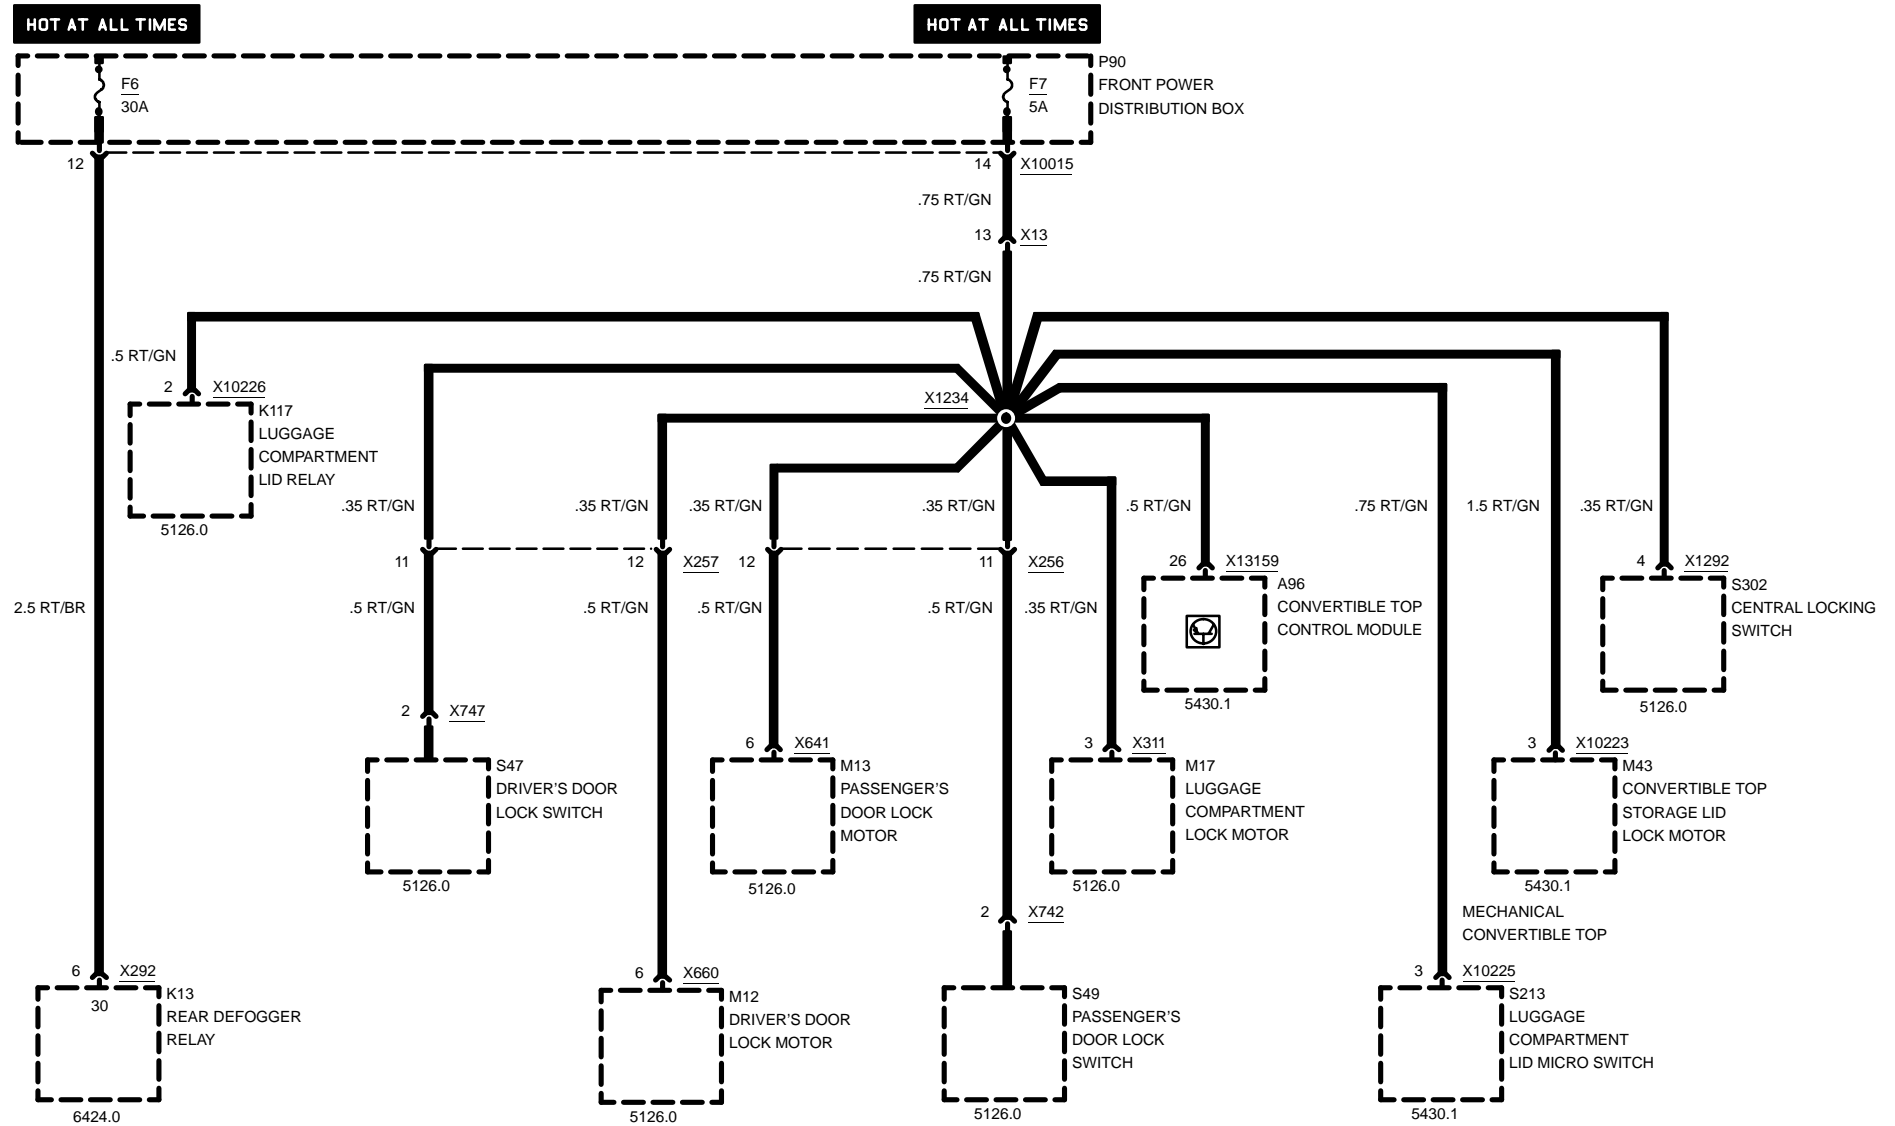 HOT AT ALL TIMES
HOT AT ALL TIMES
F6
30A
F7
5A
P90
FRONT POWER
DISTRIBUTION BOX
12
14
X10015
.75 RT/GN
13
X13
.75 RT/GN
.5 RT/GN
2
X10226
K117
LUGGAGE
COMPARTMENT
LID RELAY
5126.0
X1234
.35 RT/GN
.35 RT/GN
.35 RT/GN
.35 RT/GN
.5 RT/GN
.75 RT/GN
1.5 RT/GN
.35 RT/GN
11
12
X257
12
11
X256
26
X13159
A96
CONVERTIBLE TOP
CONTROL MODULE
5430.1
4
X1292
S302
CENTRAL LOCKING
SWITCH
5126.0
2.5 RT/BR
.5 RT/GN
.5 RT/GN
.5 RT/GN
.5 RT/GN
.35 RT/GN
2
X747
S47
DRIVER'S DOOR
LOCK SWITCH
5126.0
6
X641
M13
PASSENGER'S
DOOR LOCK
MOTOR
5126.0
3
X311
M17
LUGGAGE
COMPARTMENT
LOCK MOTOR
5126.0
3
X10223
M43
CONVERTIBLE TOP
STORAGE LID
LOCK MOTOR
5430.1
2
X742
MECHANICAL
CONVERTIBLE TOP
6
X292
30
K13
REAR DEFOGGER
RELAY
6424.0
6
X660
M12
DRIVER'S DOOR
LOCK MOTOR
5126.0
S49
PASSENGER'S
DOOR LOCK
SWITCH
5126.0
3
X10225
S213
LUGGAGE
COMPARTMENT
LID MICRO SWITCH
5430.1